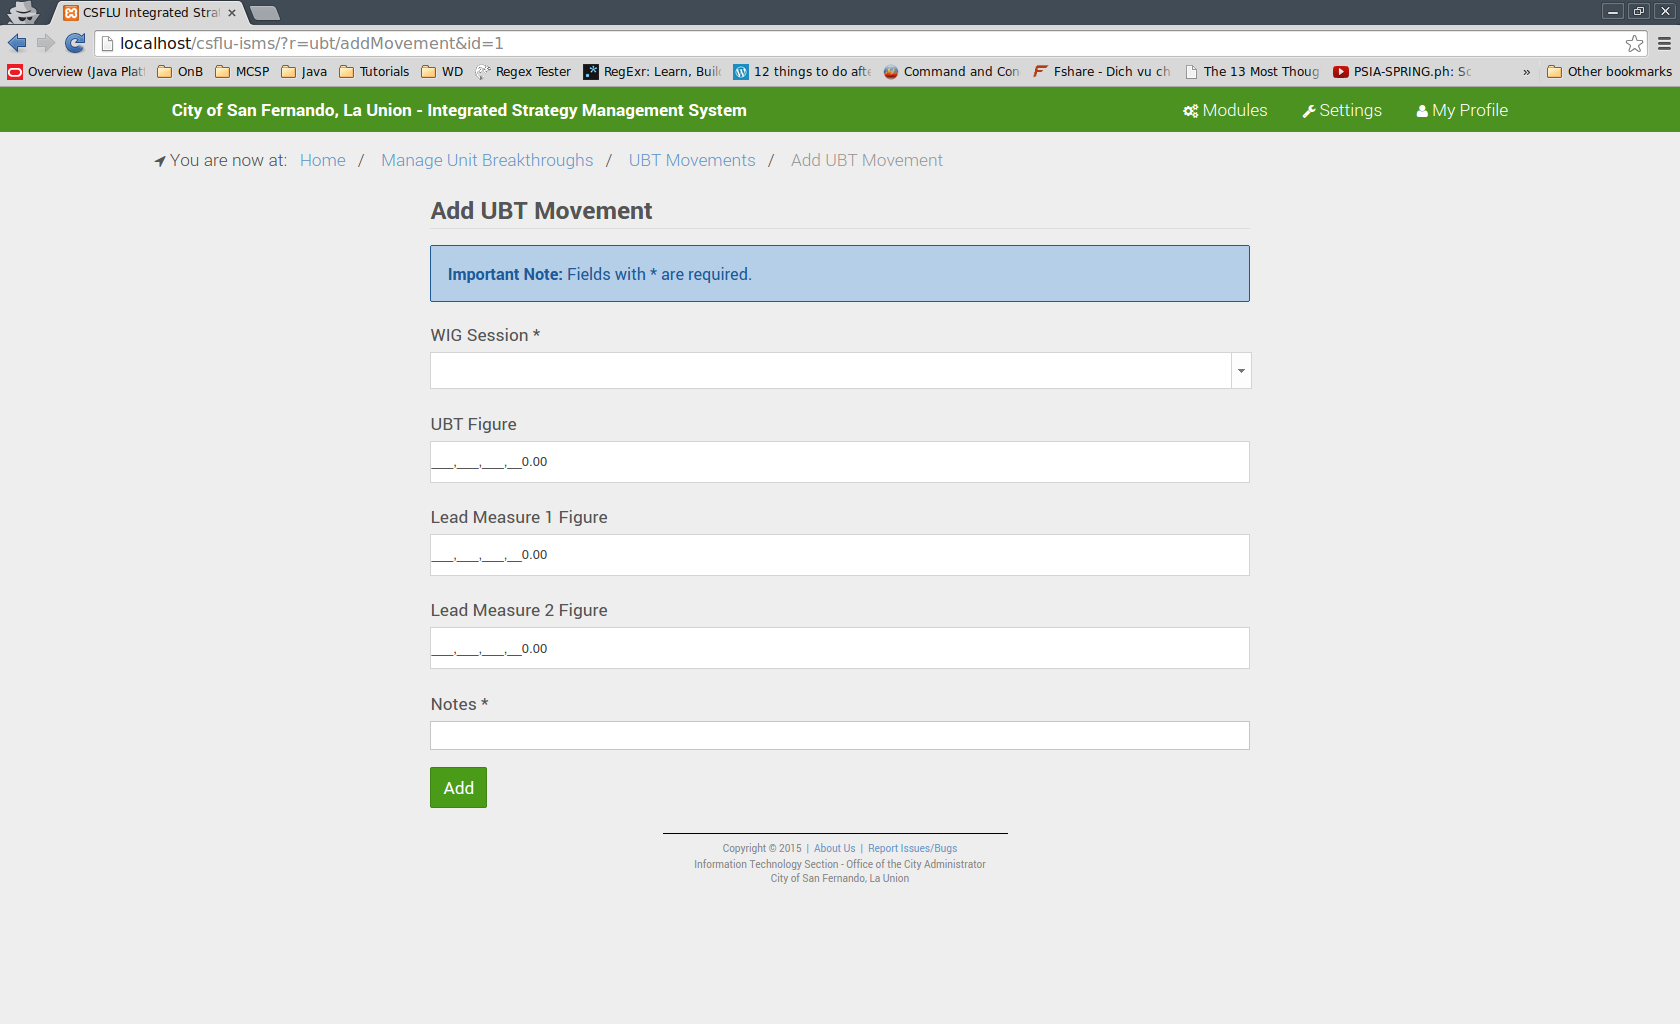 CSFLU Integrated Stra
localhost/csflu-isms/?r=ubt/addMovement&id=1
Overview (Java Plat OnB MCSP Java Tutorials WD Regex Tester RegExr: Learn, Buil 12 things to do afte Command and Con Fshare - Dich vu ch The 13 Most Thoug PSIA-SPRING.ph: Sc » Other bookmarks
City of San Fernando, La Union - Integrated Strategy Management System Modules Settings My Profile
You are now at: Home / Manage Unit Breakthroughs / UBT Movements / Add UBT Movement
Add UBT Movement
Important Note: Fields with * are required.
WIG Session *
UBT Figure
___,___,___,__0.00
Lead Measure 1 Figure
___,___,___,__0.00
Lead Measure 2 Figure
___,___,___,__0.00
Notes *
Add
Copyright © 2015 | About Us | Report Issues/Bugs
Information Technology Section - Office of the City Administrator
City of San Fernando, La Union